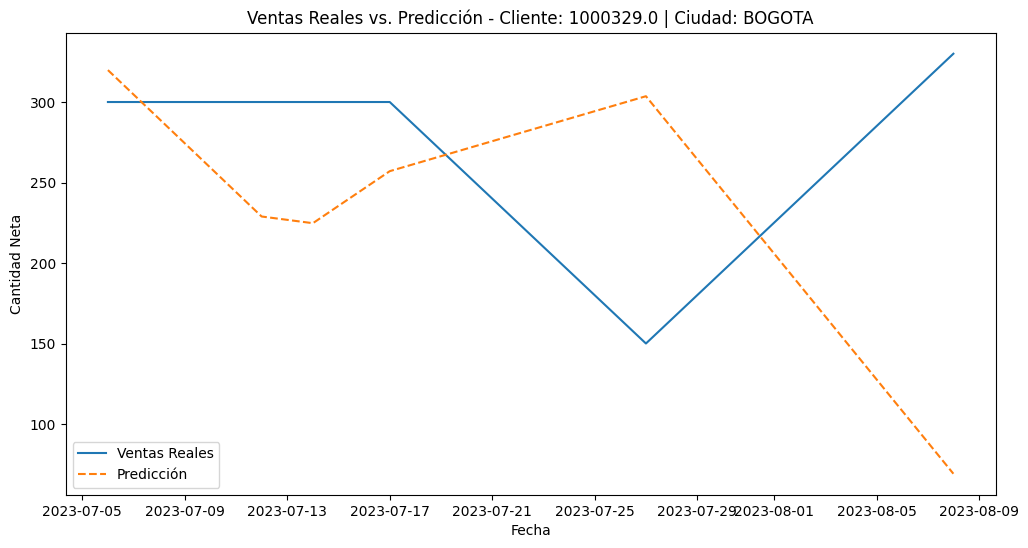 Ventas Reales vs. Predicción - Cliente: 1000329.0 | Ciudad: BOGOTA
Cantidad Neta
300
250
200
150
100
Ventas Reales
Predicción
2023-07-05 2023-07-09 2023-07-13 2023-07-17 2023-07-21 2023-07-25 2023-07-29 2023-08-01 2023-08-05 2023-08-09
Fecha